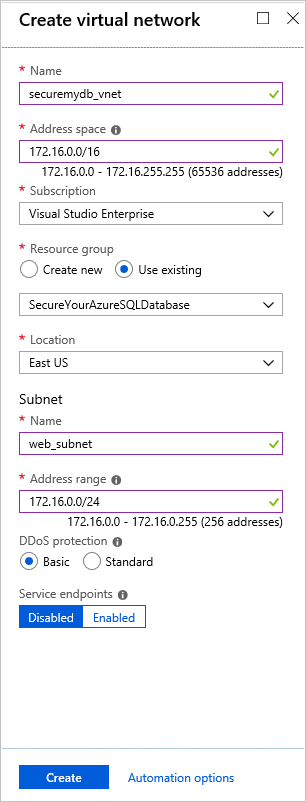 Create virtual network
* Name
securemydb_vnet
* Address space
172.16.0.0/16
172.16.0.0 - 172.16.255.255 (65536 addresses)
* Subscription
Visual Studio Enterprise
* Resource group
Create new Use existing
SecureYourAzureSQLDatabase
* Location
East US
Subnet
* Name
web_subnet
* Address range
172.16.0.0/24
172.16.0.0 - 172.16.0.255 (256 addresses)
DDoS protection
Basic Standard
Service endpoints
Disabled Enabled
Create Automation options